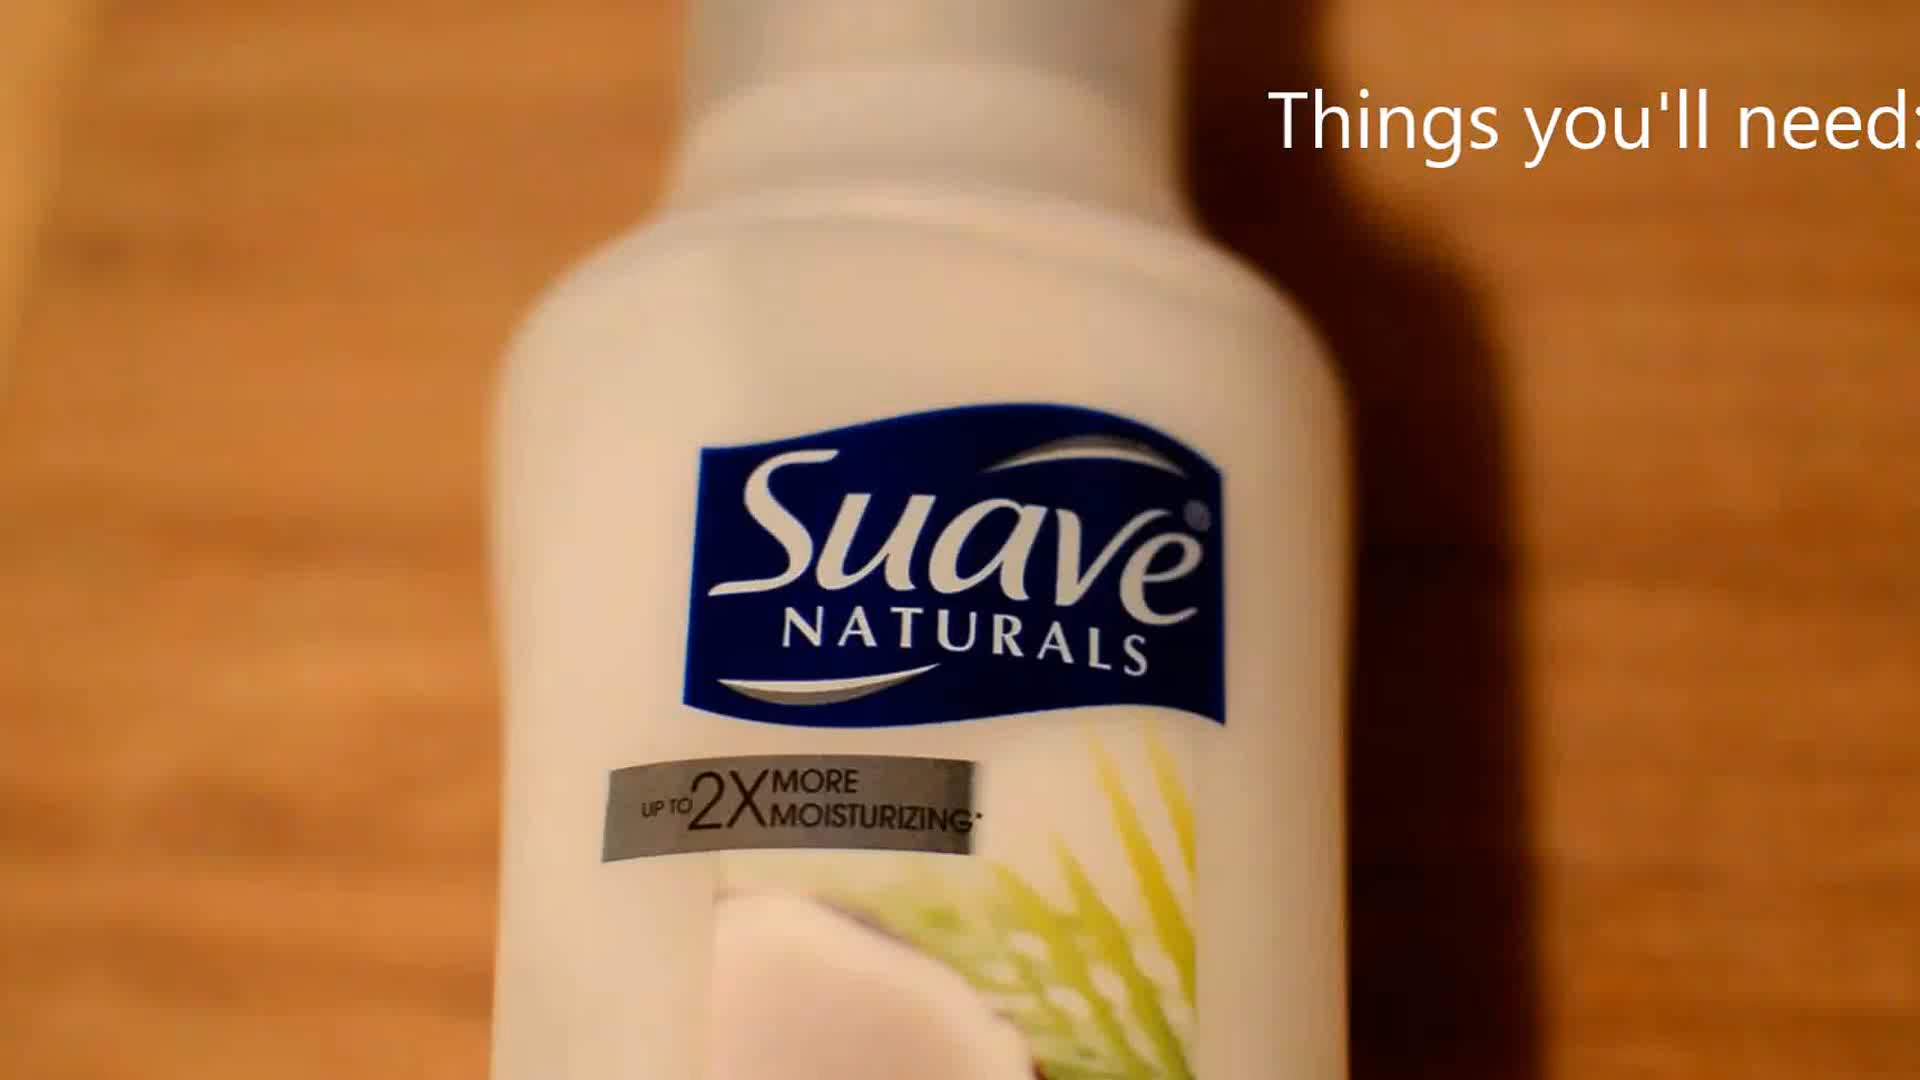 Things you'll need:
Suave
NATURALS
UP TO 2X MORE
MOISTURIZING*